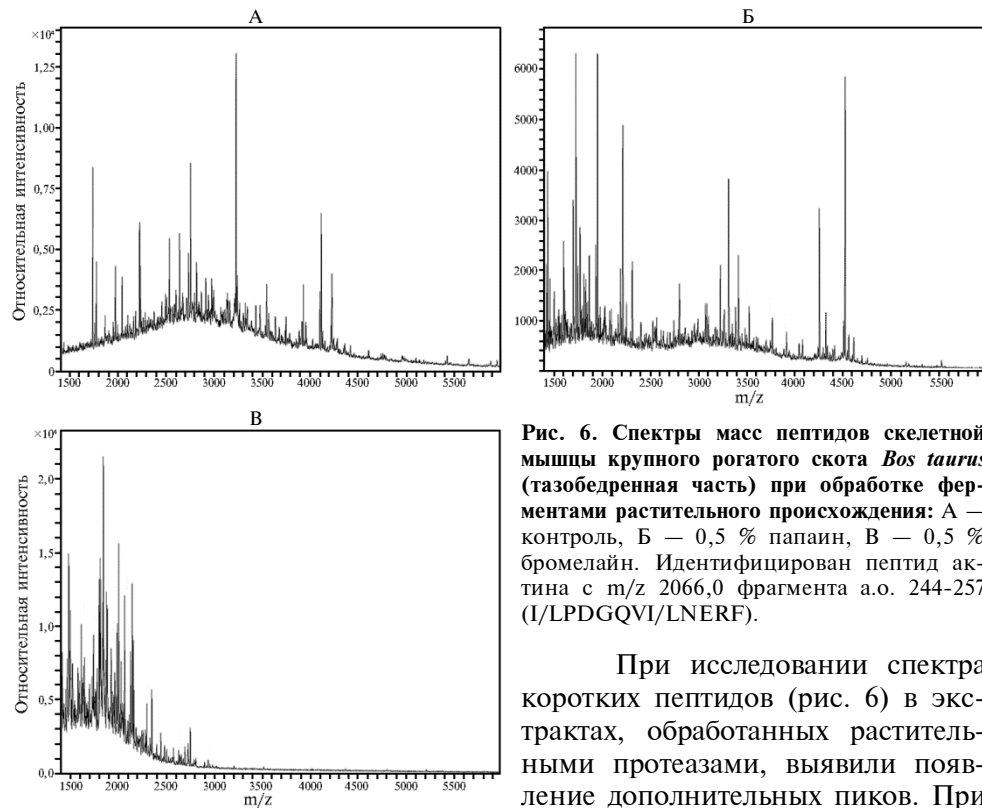 А
×10⁴
1,25
1,00
0,75
0,50
0,25
0
Относительная интенсивность
1500 2000 2500 3000 3500 4000 4500 5000 5500
Б
6000
5000
4000
3000
2000
1000
1500 2000 2500 3000 3500 4000 4500 5500
m/z
В
×10⁴
2,0
1,5
1,0
0,5
0,0
Относительная интенсивность
1500 2000 2500 3000 3500 4000 4500 5000 5500
m/z
Рис. 6. Спектры масс пептидов скелетной
мышцы крупного рогатого скота Bos taurus
(тазобедренная часть) при обработке фер-
ментами растительного происхождения: А —
контроль, Б — 0,5 % папаин, В — 0,5 %
бромелайн. Идентифицирован пептид ак-
тина с m/z 2066,0 фрагмента а.о. 244-257
(I/LPDGQVI/LNERF).
При исследовании спектра
коротких пептидов (рис. 6) в экс-
трактах, обработанных раститель-
ными протеазами, выявили появ-
ление дополнительных пиков. При